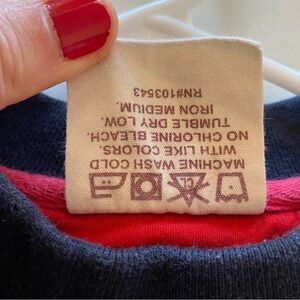 MACHINE WASH COLD
WITH LIKE COLORS.
NO CHLORINE BLEACH.
TUMBLE DRY LOW.
IRON MEDIUM.
RN#103543